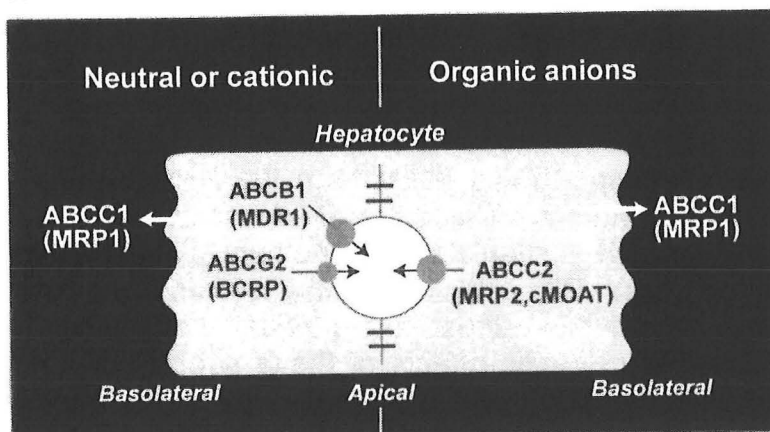 Neutral or cationic
Organic anions
Hepatocyte
ABCC1
(MRP1)
ABCB1
(MDR1)
ABCG2
(BCRP)
ABCC2
(MRP2,cMOAT)
ABCC1
(MRP1)
Basolateral
Apical
Basolateral